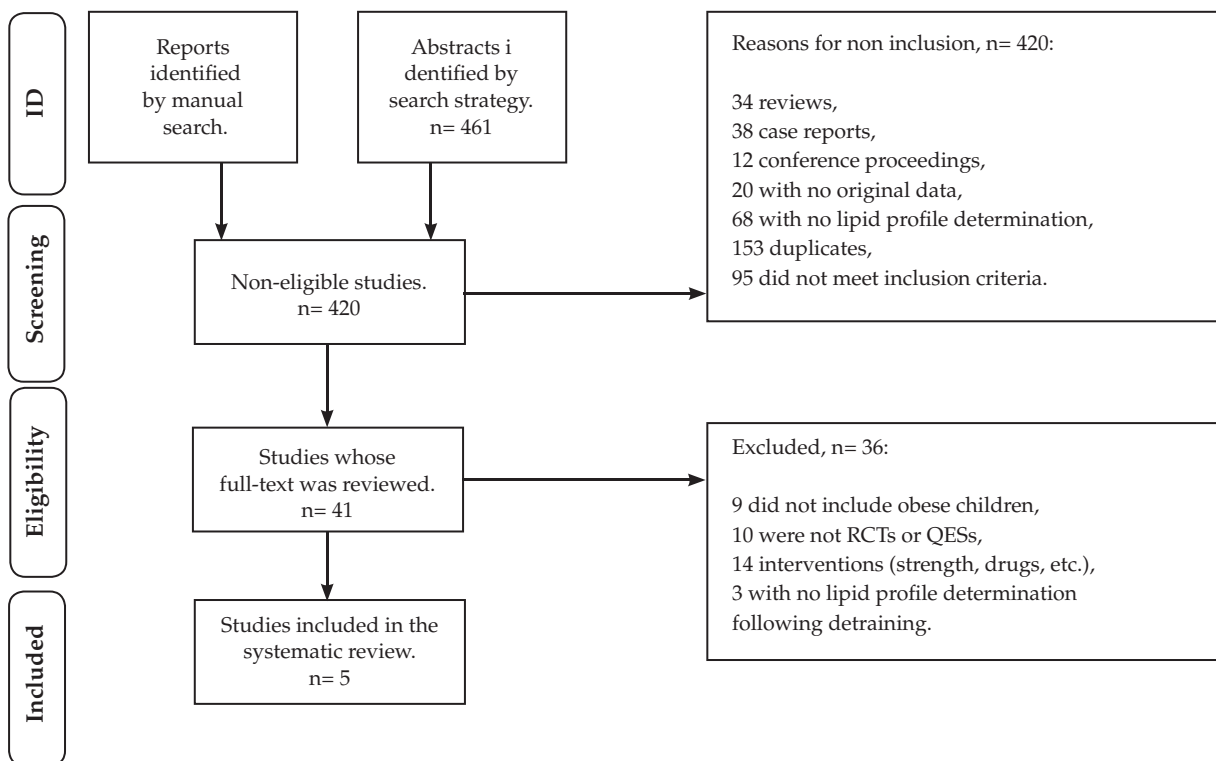 ID
Reports
identified
by manual
search.
Abstracts i
dentified by
search strategy.
n= 461
Reasons for non inclusion, n= 420:
34 reviews,
38 case reports,
12 conference proceedings,
20 with no original data,
68 with no lipid profile determination,
153 duplicates,
95 did not meet inclusion criteria.
Screening
Non-eligible studies.
n= 420
Eligibility
Studies whose
full-text was reviewed.
n= 41
Excluded, n= 36:
9 did not include obese children,
10 were not RCTs or QESs,
14 interventions (strength, drugs, etc.),
3 with no lipid profile determination
following detraining.
Included
Studies included in the
systematic review.
n= 5